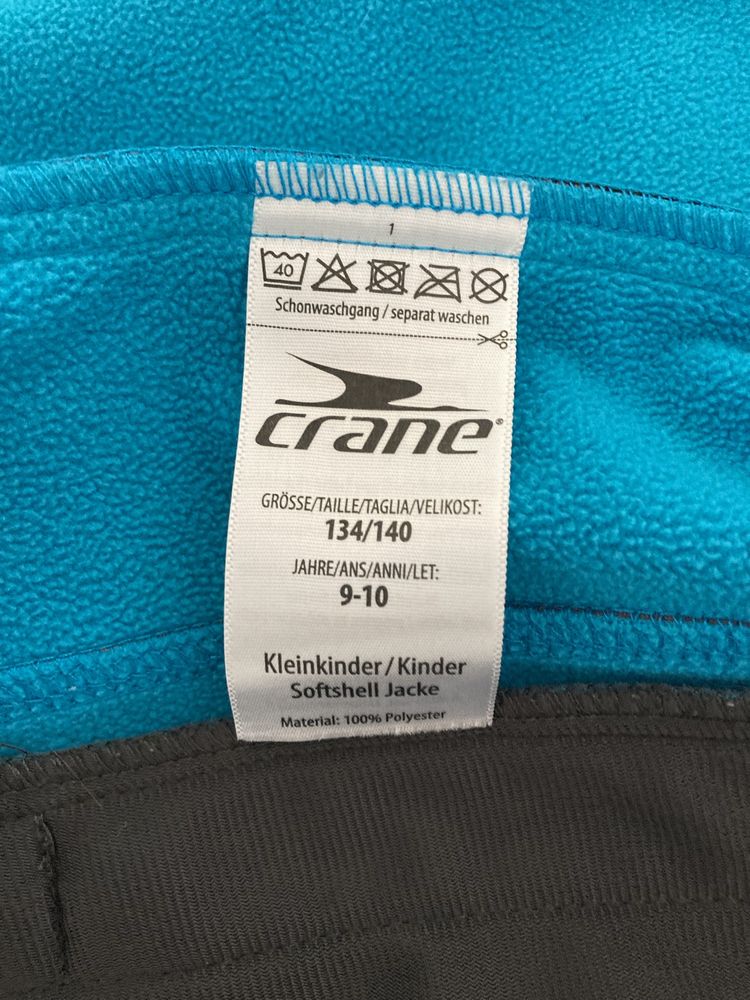 1
40
Schonwaschgang / separat waschen
crane®
GRÖSSE/TAILLE/TAGLIA/VELIKOST:
134/140
JAHRE/ANS/ANNI/LET:
9-10
Kleinkinder / Kinder
Softshell Jacke
Material: 100% Polyester